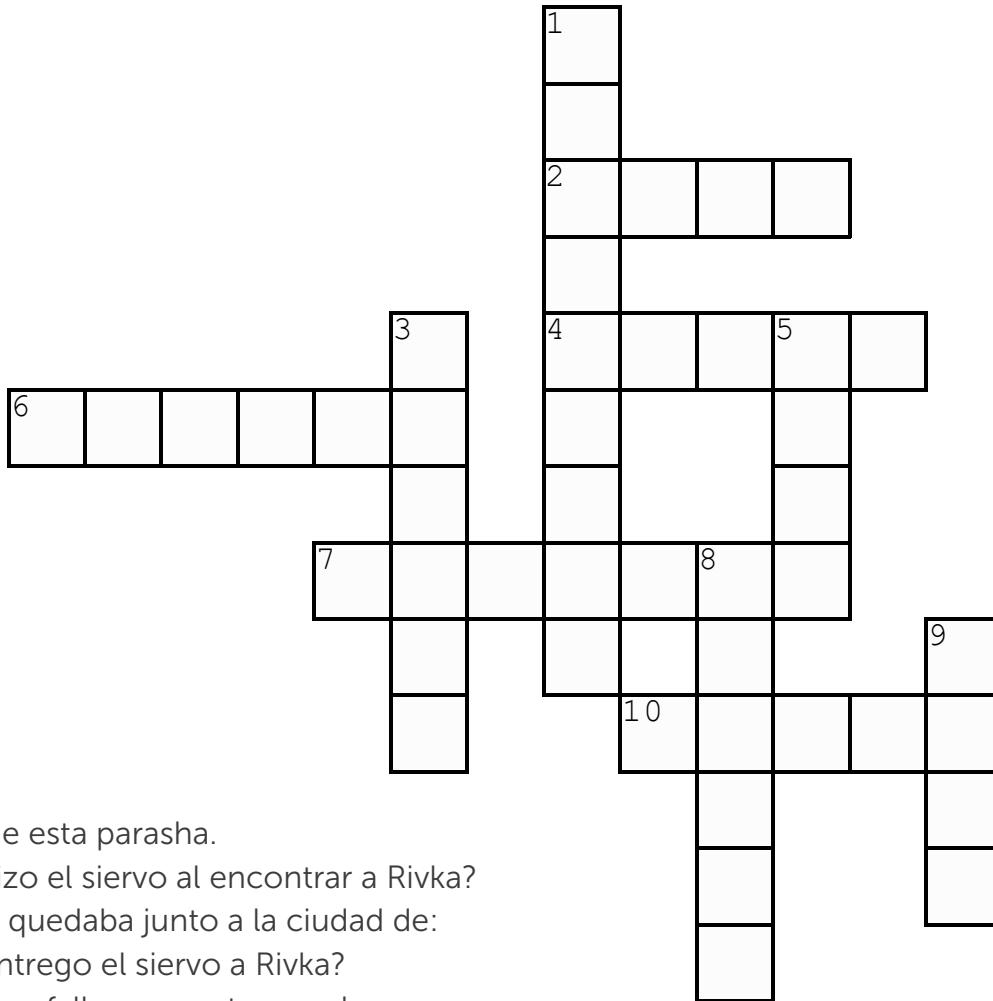 1
2
3
4
5
6
7
8
9
10
e esta parasha.
izo el siervo al encontrar a Rivka?
quedaba junto a la ciudad de:
ntrego el siervo a Rivka?